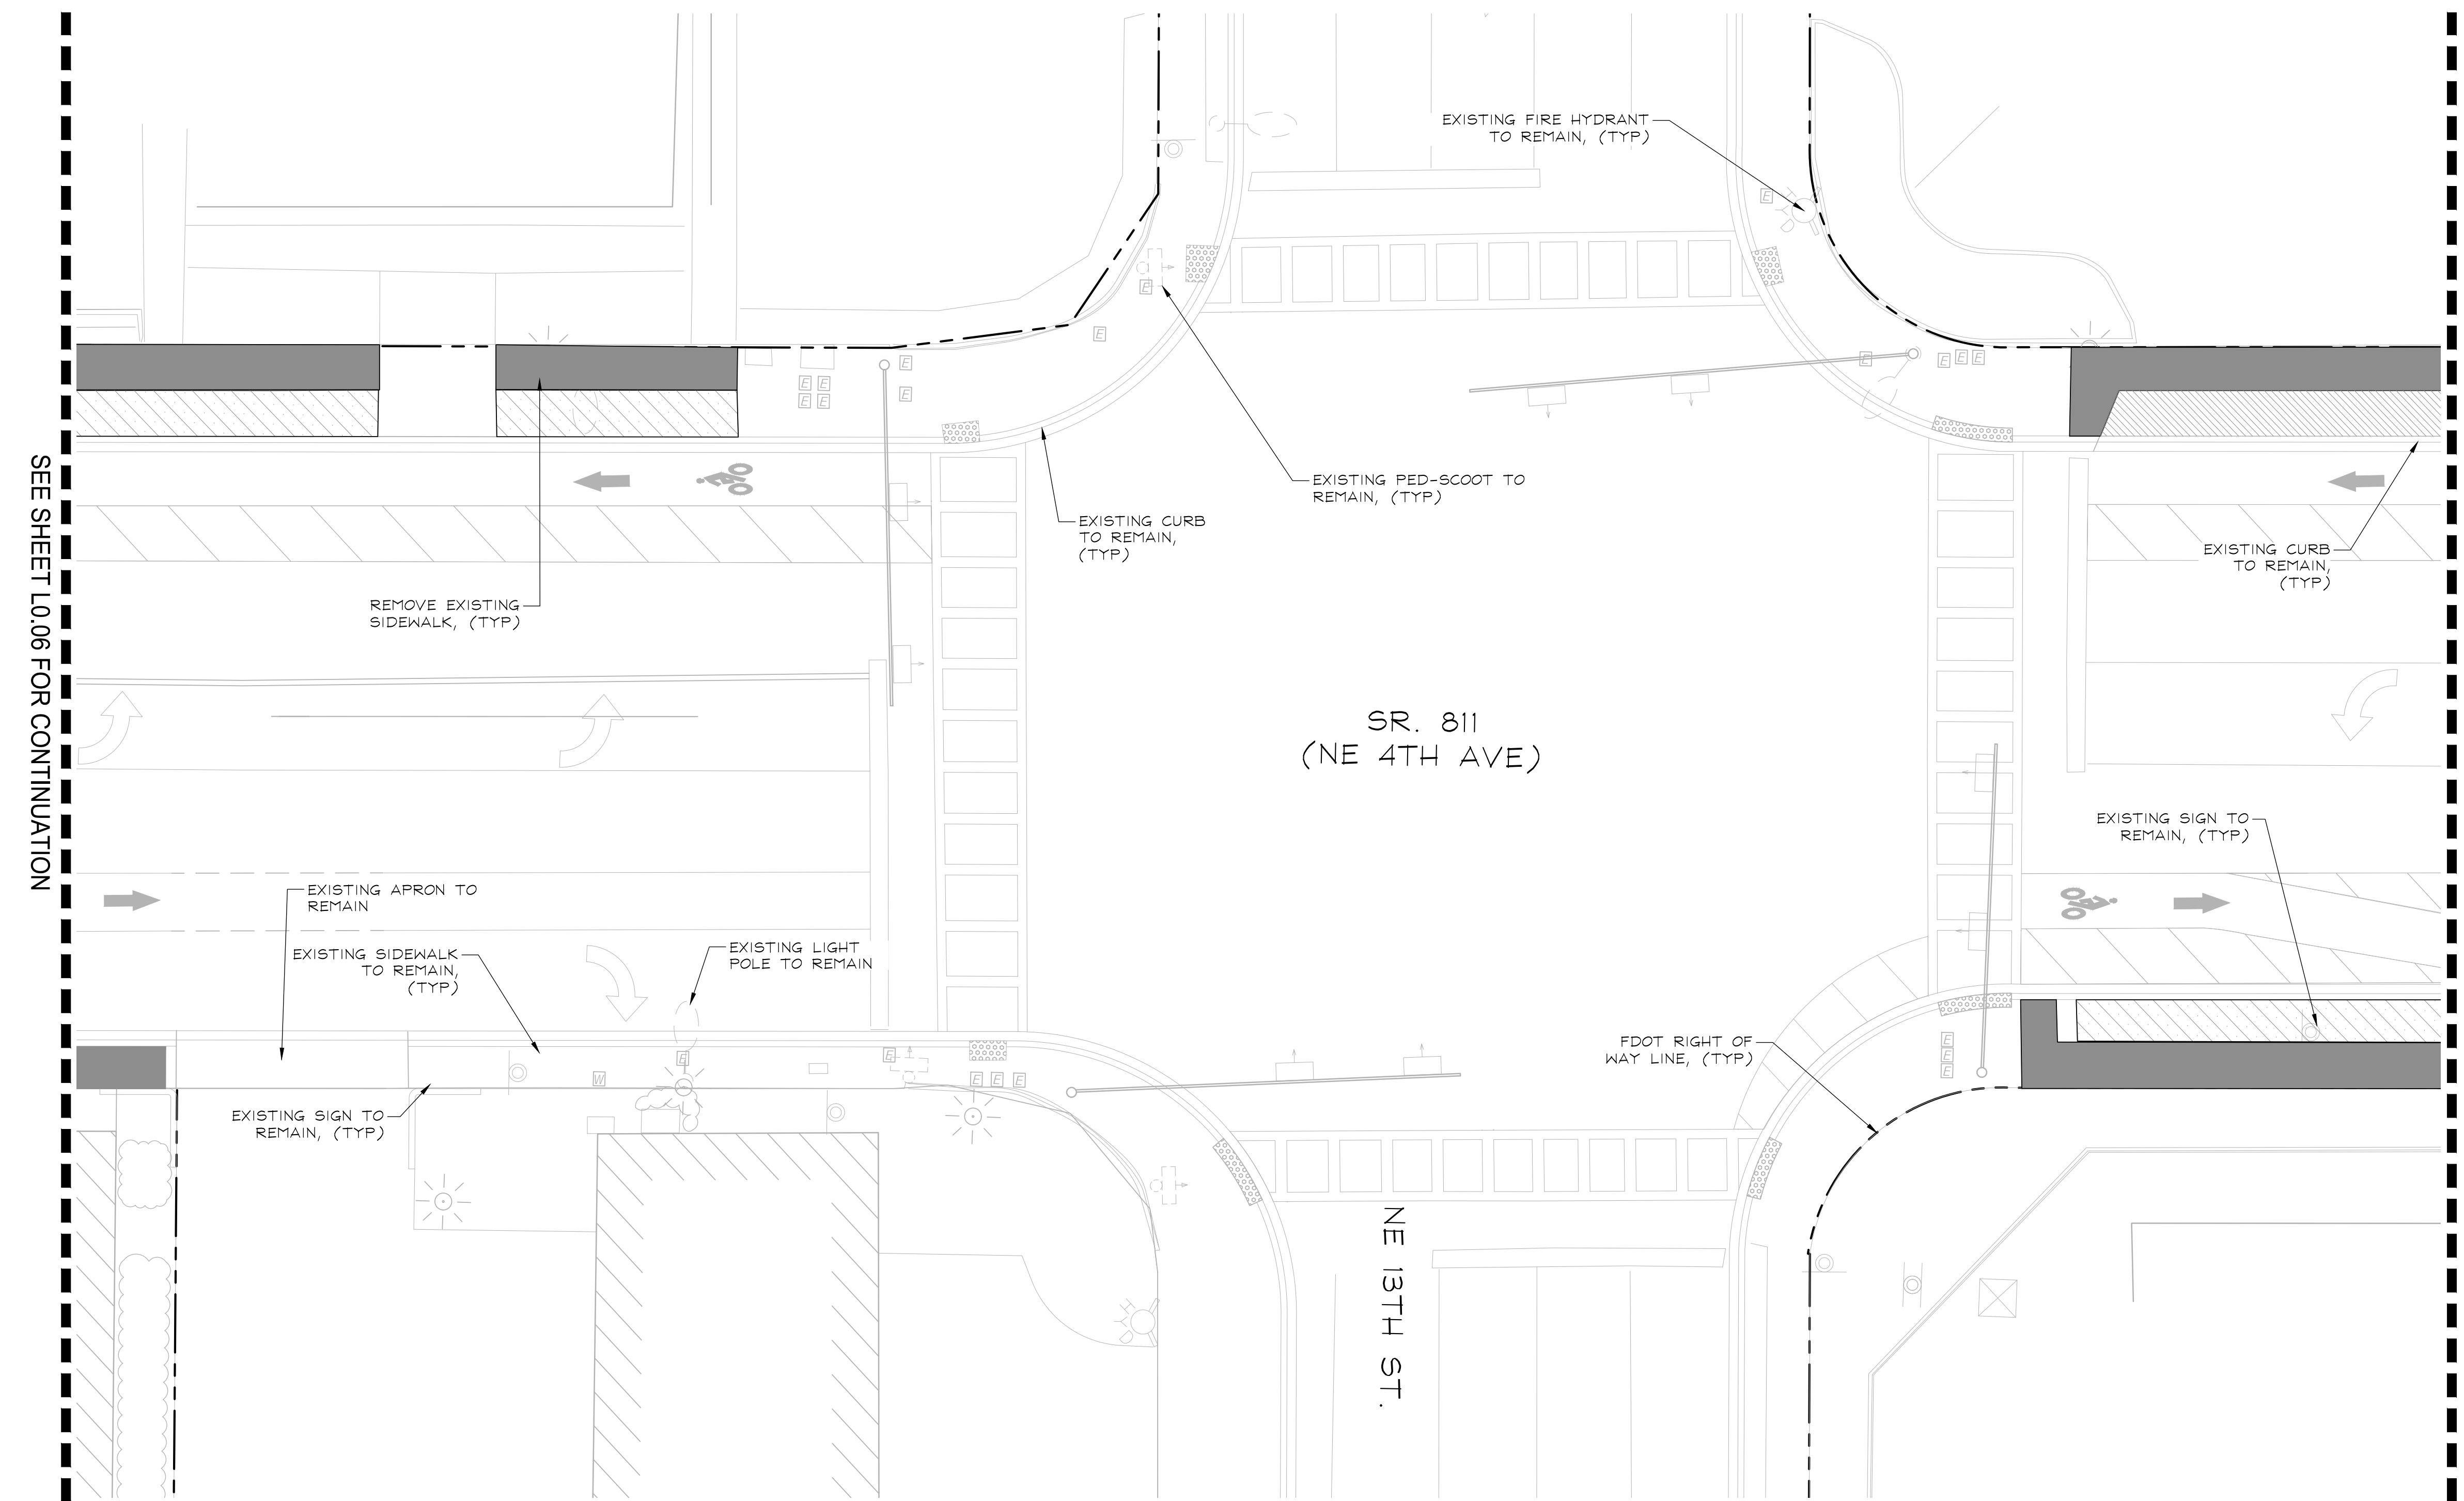 EXISTING FIRE HYDRANT
TO REMAIN, (TYP)
E
E
E
E
E
E
E
E
E
E
E
E
E
E
EXISTING PED-SCOOT TO
REMAIN, (TYP)
EXISTING CURB
TO REMAIN,
(TYP)
EXISTING CURB
TO REMAIN,
(TYP)
REMOVE EXISTING
SIDEWALK, (TYP)
SEE SHEET L0.06 FOR CONTINUATION
SR. 811
(NE 4TH AVE)
EXISTING SIGN TO
REMAIN, (TYP)
EXISTING APRON TO
REMAIN
EXISTING SIDEWALK
TO REMAIN,
(TYP)
EXISTING LIGHT
POLE TO REMAIN
FDOT RIGHT OF
WAY LINE, (TYP)
E
E
E
E
E
W
E
E
E
EXISTING SIGN TO
REMAIN, (TYP)
NE 13TH ST.